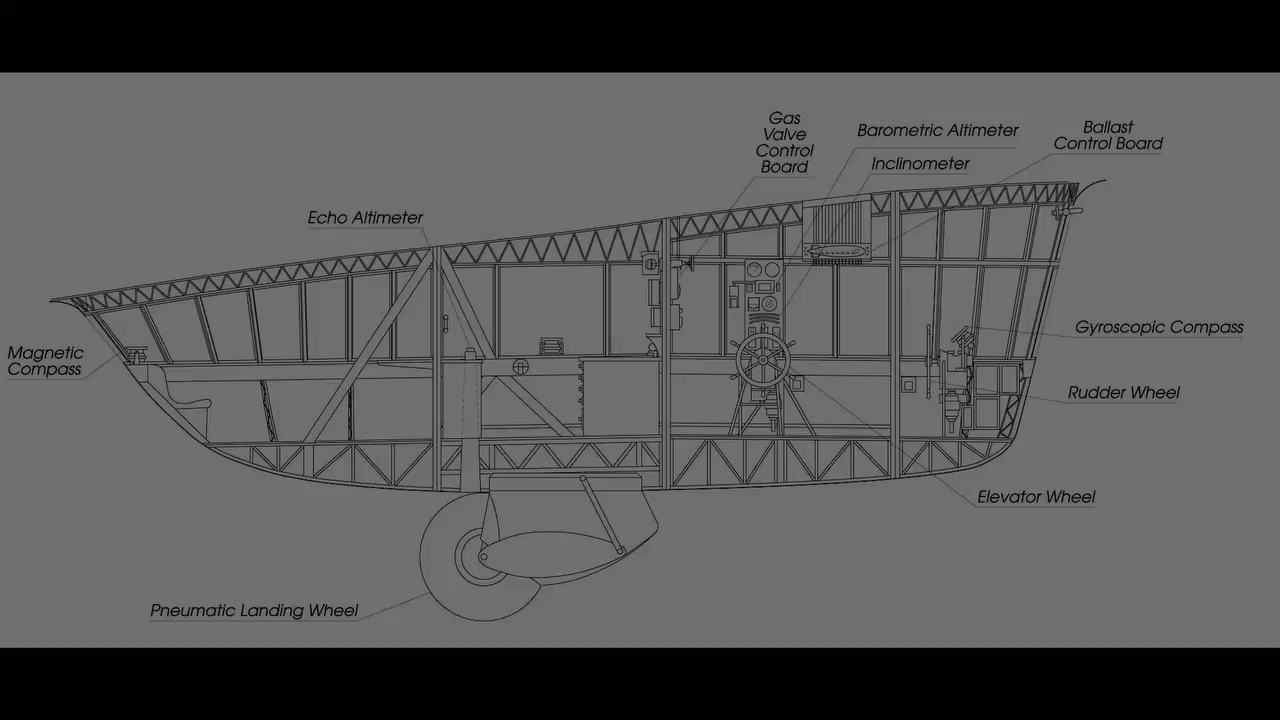 Gas
Valve
Control
Board
Barometric Altimeter
Ballast
Control Board
Inclinometer
Echo Altimeter
Gyroscopic Compass
Magnetic
Compass
Rudder Wheel
Elevator Wheel
Pneumatic Landing Wheel